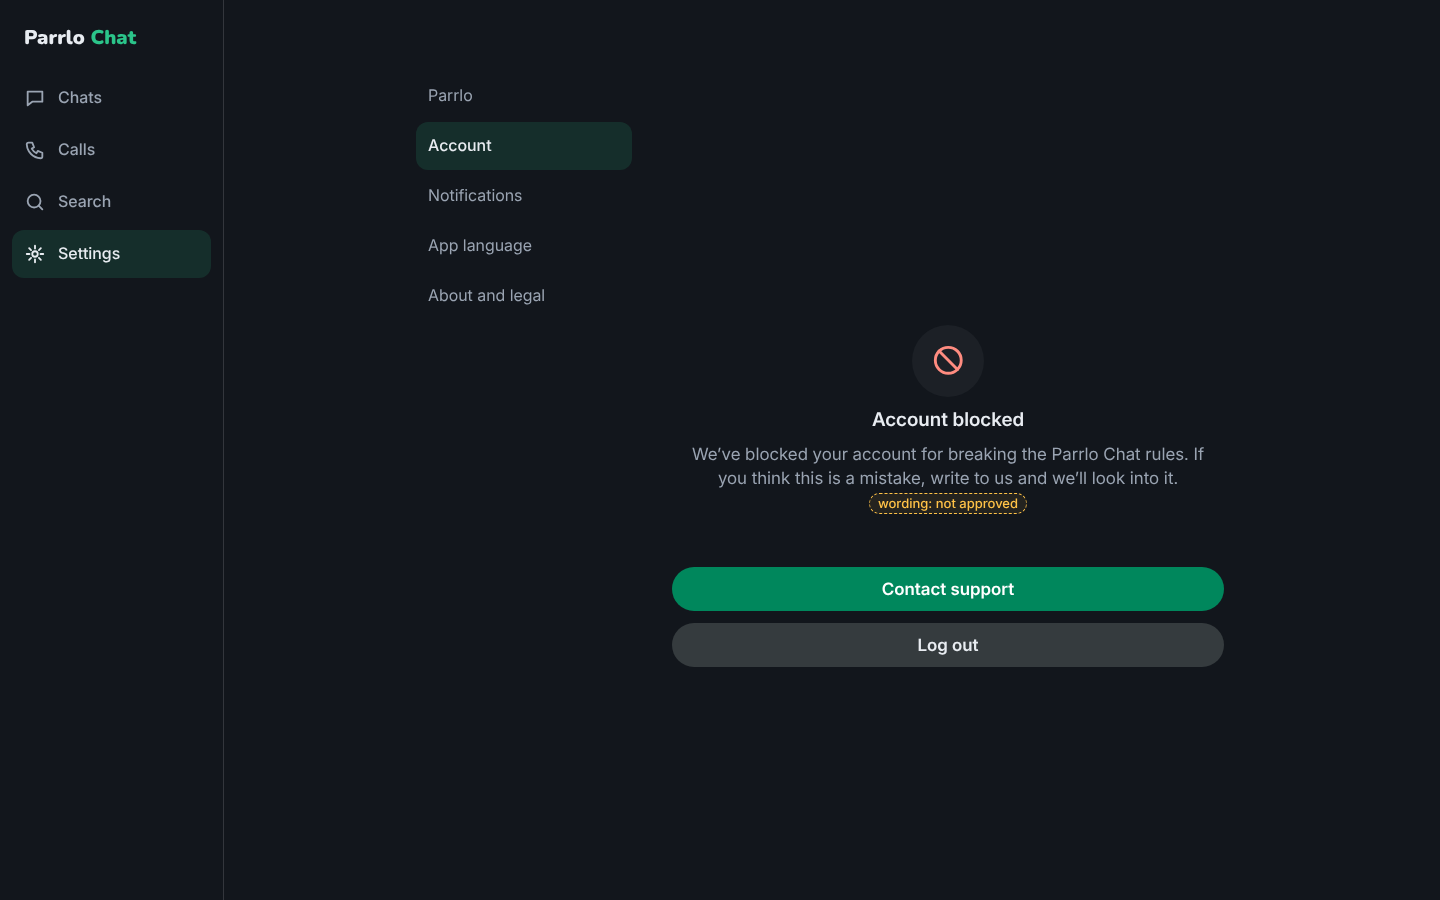 Parrlo Chat
Chats
Calls
Search
Settings
Parrlo
Account
Notifications
App language
About and legal
Account blocked
We’ve blocked your account for breaking the Parrlo Chat rules. If
you think this is a mistake, write to us and we’ll look into it.
wording: not approved
Contact support
Log out